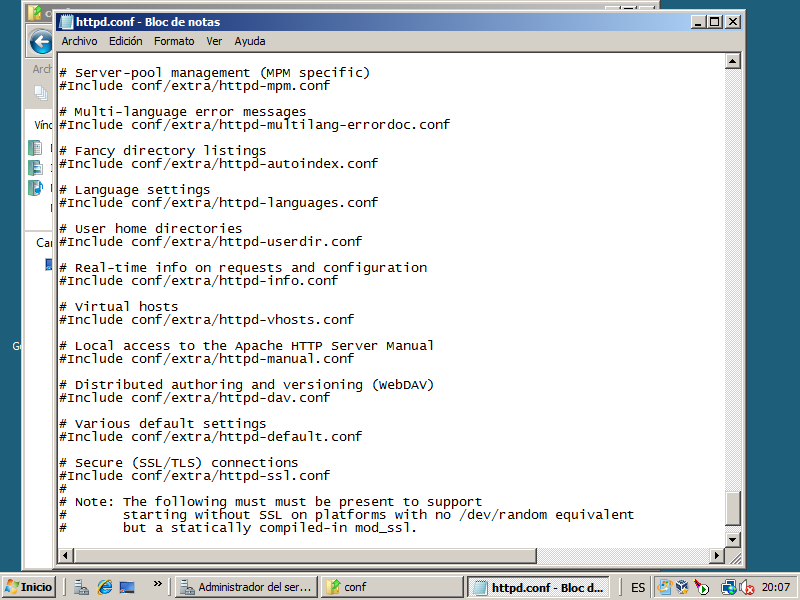 httpd.conf - Bloc de notas
Archivo Edición Formato Ver Ayuda
# Server-pool management (MPM specific)
#Include conf/extra/httpd-mpm.conf
# Multi-language error messages
#Include conf/extra/httpd-multilang-errordoc.conf
# Fancy directory listings
#Include conf/extra/httpd-autoindex.conf
# Language settings
#Include conf/extra/httpd-languages.conf
# User home directories
#Include conf/extra/httpd-userdir.conf
# Real-time info on requests and configuration
#Include conf/extra/httpd-info.conf
# Virtual hosts
#Include conf/extra/httpd-vhosts.conf
# Local access to the Apache HTTP Server Manual
#Include conf/extra/httpd-manual.conf
# Distributed authoring and versioning (WebDAV)
#Include conf/extra/httpd-dav.conf
# Various default settings
#Include conf/extra/httpd-default.conf
# Secure (SSL/TLS) connections
#Include conf/extra/httpd-ssl.conf
#
# Note: The following must must be present to support
# starting without SSL on platforms with no /dev/random equivalent
# but a statically compiled-in mod_ssl.
Inicio » Administrador del ser... conf httpd.conf - Bloc d... ES 20:07